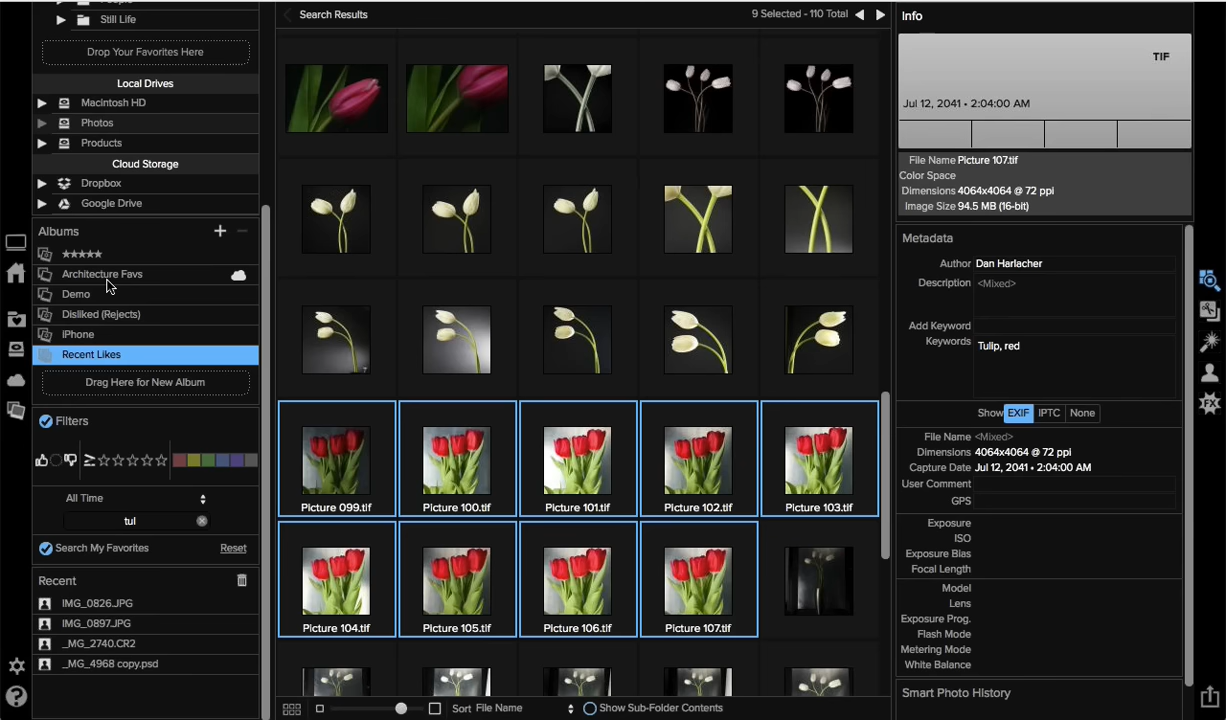 Still Life
Drop Your Favorites Here
Local Drives
Macintosh HD
Photos
Products
Cloud Storage
Dropbox
Google Drive
Albums
★★★★★
Architecture Favs
Demo
Disliked (Rejects)
iPhone
Recent Likes
Drag Here for New Album
Filters
All Time
tul
Search My Favorites Reset
Recent
IMG_0826.JPG
IMG_0897.JPG
_MG_2740.CR2
_MG_4968 copy.psd
Search Results 9 Selected - 110 Total
Picture 099.tif Picture 100.tif Picture 101.tif Picture 102.tif Picture 103.tif
Picture 104.tif Picture 105.tif Picture 106.tif Picture 107.tif
Sort File Name Show Sub-Folder Contents
Info
TIF
Jul 12, 2041 • 2:04:00 AM
File Name Picture 107.tif
Color Space
Dimensions 4064x4064 @ 72 ppi
Image Size 94.5 MB (16-bit)
Metadata
Author Dan Harlacher
Description <Mixed>
Add Keyword
Keywords Tulip, red
Show EXIF IPTC None
File Name <Mixed>
Dimensions 4064x4064 @ 72 ppi
Capture Date Jul 12, 2041 • 2:04:00 AM
User Comment
GPS
Exposure
ISO
Exposure Bias
Focal Length
Model
Lens
Exposure Prog.
Flash Mode
Metering Mode
White Balance
Smart Photo History
FX